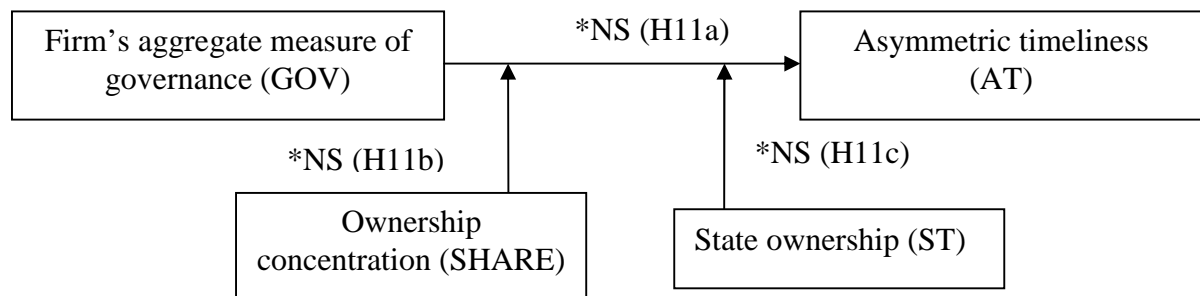 *NS (H11a)
Firm’s aggregate measure of
governance (GOV)
Asymmetric timeliness
(AT)
*NS (H11b)
*NS (H11c)
Ownership
concentration (SHARE)
State ownership (ST)